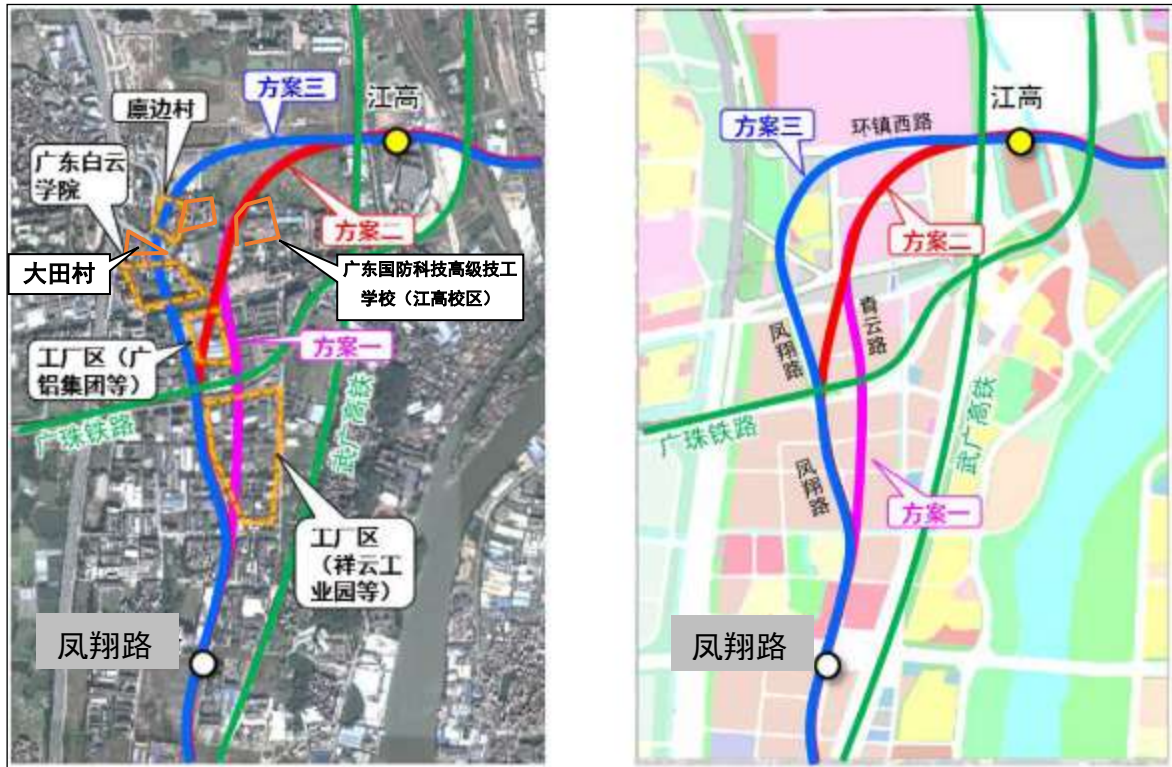 方案三
江高
鹿边村
广东白云
学院
方案二
大田村
广东国防科技高级技工
学校（江高校区）
方案一
工厂区（广
铝集团等）
广珠铁路
武广高铁
工厂区
（祥云工
业园等）
凤翔路
江高
方案三
环镇西路
方案二
凤翔路
青云路
广珠铁路
武广高铁
凤翔路
方案一
凤翔路